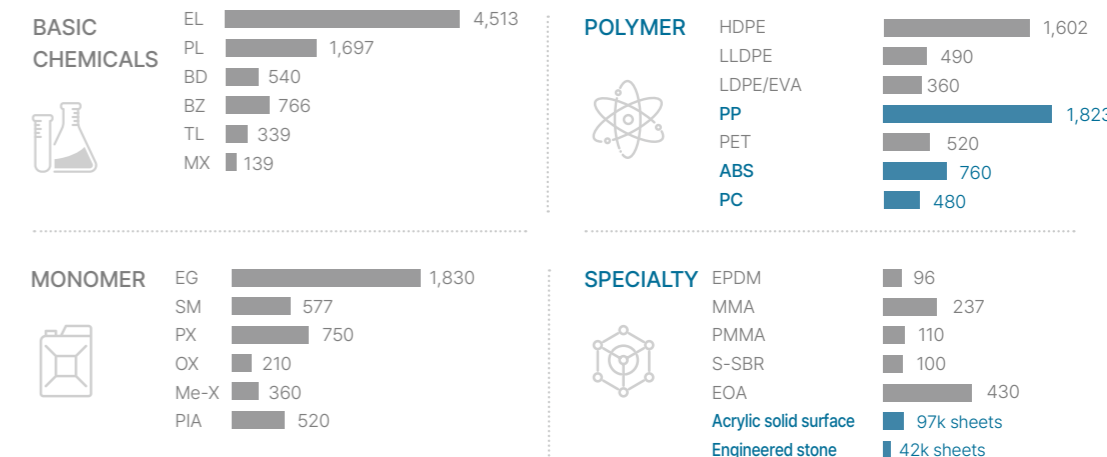 BASIC
CHEMICALS
EL 4,513
PL 1,697
BD 540
BZ 766
TL 339
MX 139
POLYMER
HDPE 1,602
LLDPE 490
LDPE/EVA 360
PP 1,823
PET 520
ABS 760
PC 480
MONOMER
EG 1,830
SM 577
PX 750
OX 210
Me-X 360
PIA 520
SPECIALTY
EPDM 96
MMA 237
PMMA 110
S-SBR 100
EOA 430
Acrylic solid surface 97k sheets
Engineered stone 42k sheets